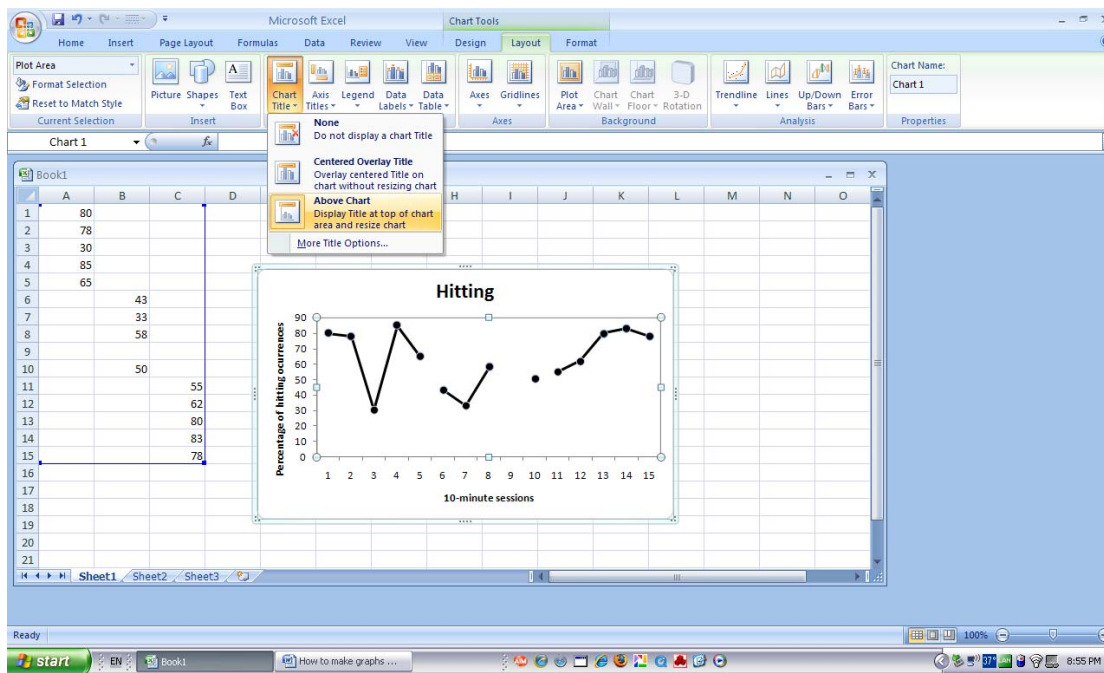 Microsoft Excel
Chart Tools
Home Insert Page Layout Formulas Data Review View Design Layout Format
Plot Area
Format Selection
Reset to Match Style
Current Selection
Picture Shapes Text Box
Insert
Chart Title Axis Titles Legend Data Labels Data Table
Axes Gridlines
Axes
Plot Area Chart Wall Chart Floor 3-D Rotation
Background
Trendline Lines Up/Down Bars Error Bars
Analysis
Chart Name:
Chart 1
Properties
Chart 1 fx
None
Do not display a chart Title
Centered Overlay Title
Overlay centered Title on
chart without resizing chart
Above Chart
Display Title at top of chart
area and resize chart
More Title Options...
Book1
A B C D H I J K L M N O
1 80
2 78
3 30
4 85
5 65
6 43
7 33
8 58
9
10 50
11 55
12 62
13 80
14 83
15 78
16
17
18
19
20
21
Hitting
Percentage of hitting ocurrences
90
80
70
60
50
40
30
20
10
0
1 2 3 4 5 6 7 8 9 10 11 12 13 14 15
10-minute sessions
Sheet1 Sheet2 Sheet3
Ready 100%
start EN Book1 How to make graphs ... 37° 8:55 PM